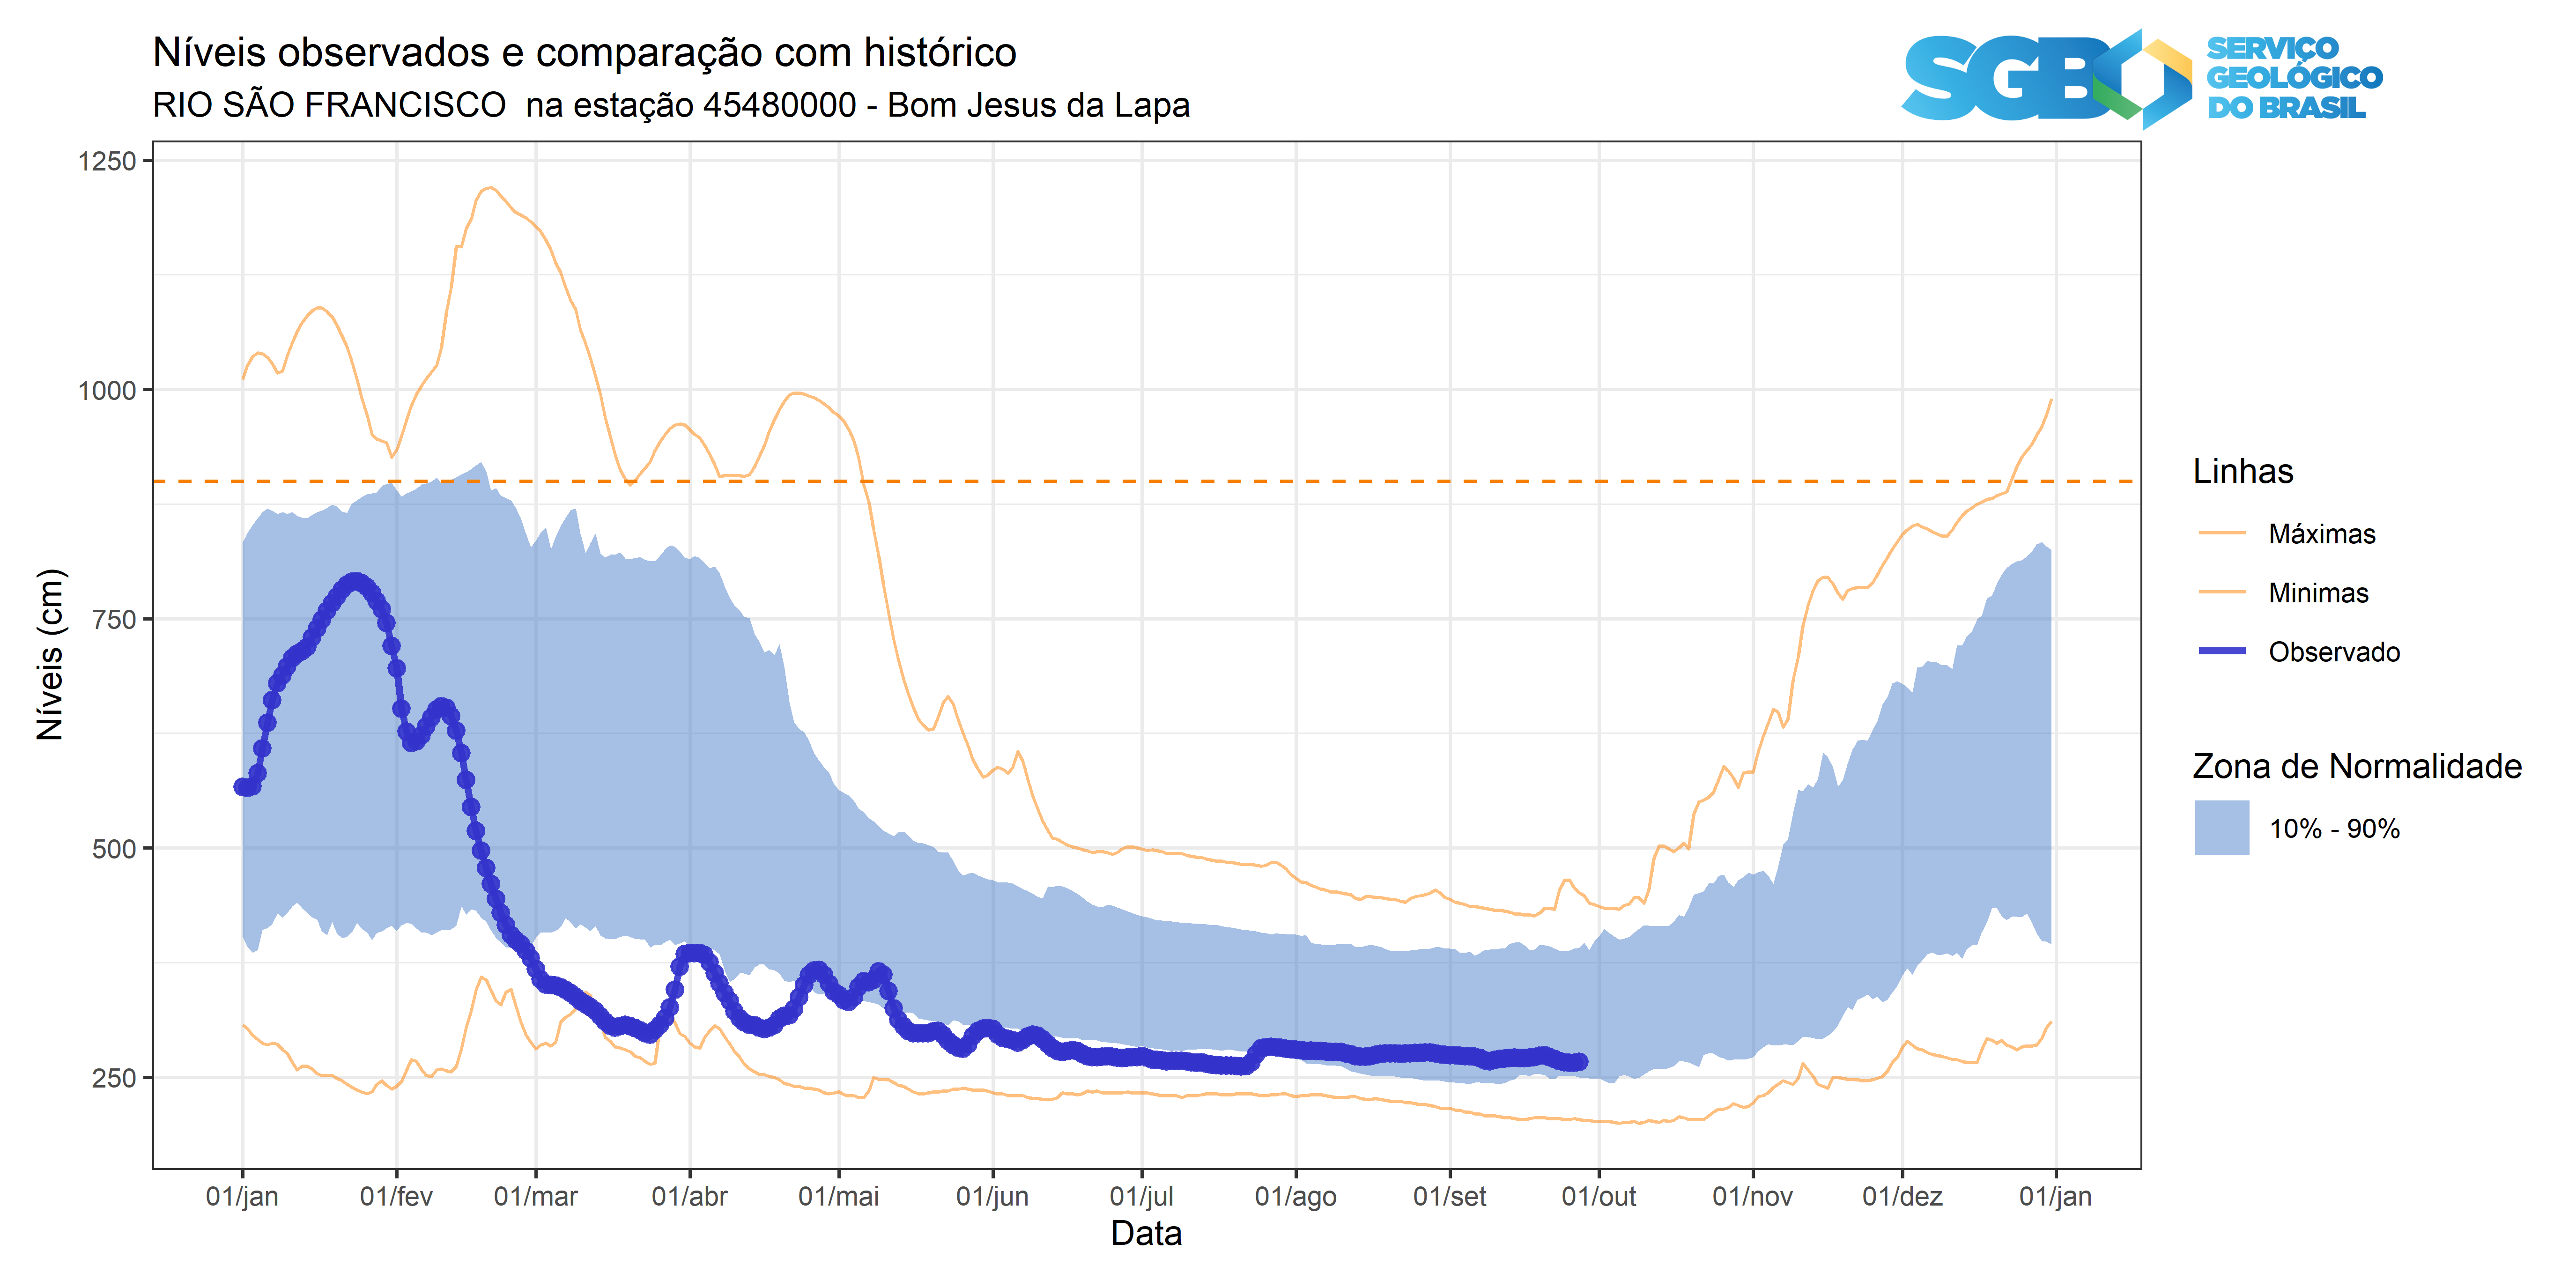 Níveis observados e comparação com histórico
RIO SÃO FRANCISCO  na estação 45480000 - Bom Jesus da Lapa
SGB
SERVIÇO
GEOLÓGICO
DO BRASIL
Níveis (cm)
1250
1000
750
500
250
01/jan
01/fev
01/mar
01/abr
01/mai
01/jun
01/jul
01/ago
01/set
01/out
01/nov
01/dez
01/jan
Data
Linhas
Máximas
Minimas
Observado
Zona de Normalidade
10% - 90%